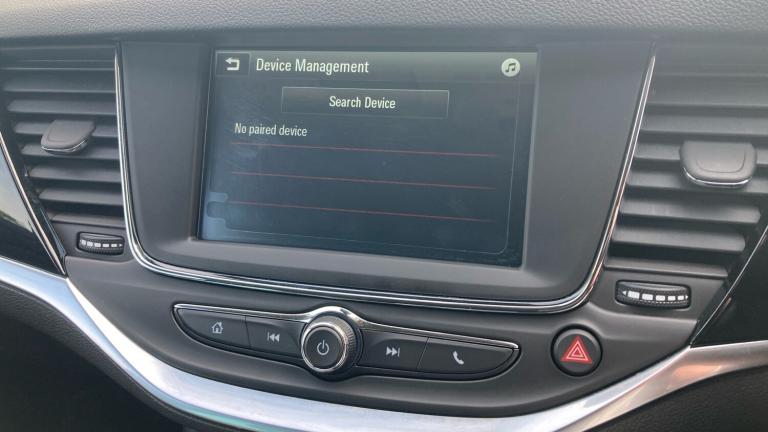 Device Management
Search Device
No paired device